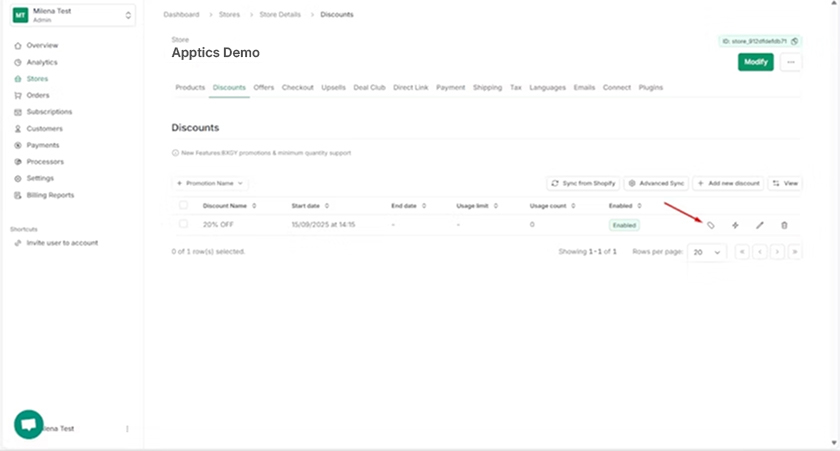 MT
Milena Test
Admin
Overview
Analytics
Stores
Orders
Subscriptions
Customers
Payments
Processors
Settings
Billing Reports
Shortcuts
Invite user to account
lena Test
Dashboard > Stores > Store Details > Discounts
Store
Apptics Demo
Modify
Products Discounts Offers Checkout Upsells Deal Club Direct Link Payment Shipping Tax Languages Emails Connect Plugins
Discounts
New Features:BXGY promotions & minimum quantity support
+ Promotion Name
Sync from Shopify Advanced Sync + Add new discount View
Discount Name Start date End date Usage limit Usage count Enabled
20% OFF 15/09/2025 at 14:15 - - 0 Enabled
0 of 1 row(s) selected.
Showing 1-1 of 1 Rows per page: 20